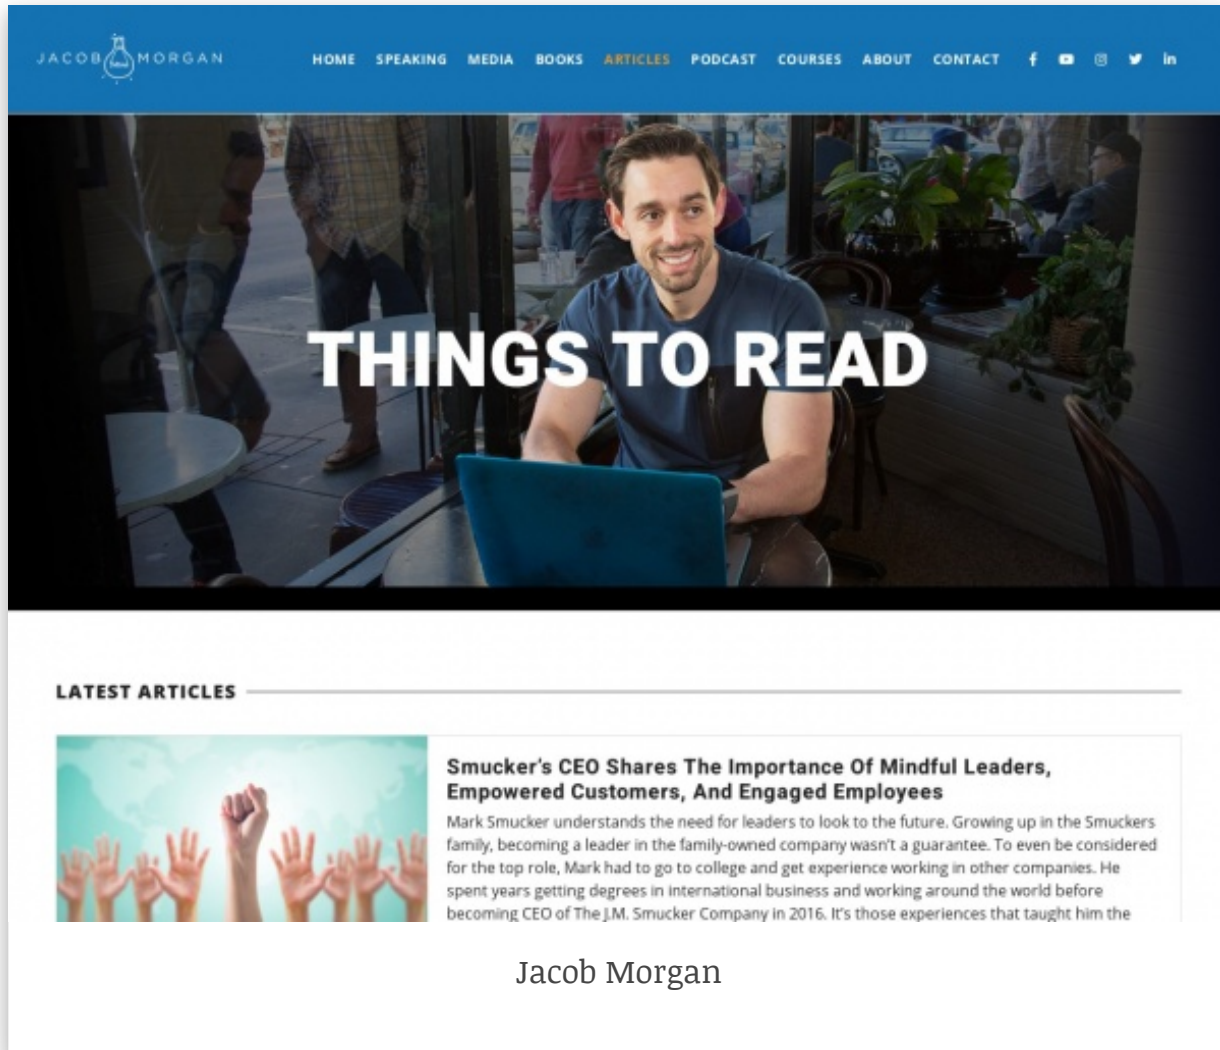 JACOB MORGAN
HOME SPEAKING MEDIA BOOKS ARTICLES PODCAST COURSES ABOUT CONTACT
THINGS TO READ
LATEST ARTICLES
Smucker's CEO Shares The Importance Of Mindful Leaders,
Empowered Customers, And Engaged Employees
Mark Smucker understands the need for leaders to look to the future. Growing up in the Smuckers
family, becoming a leader in the family-owned company wasn't a guarantee. To even be considered
for the top role, Mark had to go to college and get experience working in other companies. He
spent years getting degrees in international business and working around the world before
becoming CEO of The J.M. Smucker Company in 2016. It's those experiences that taught him the
Jacob Morgan